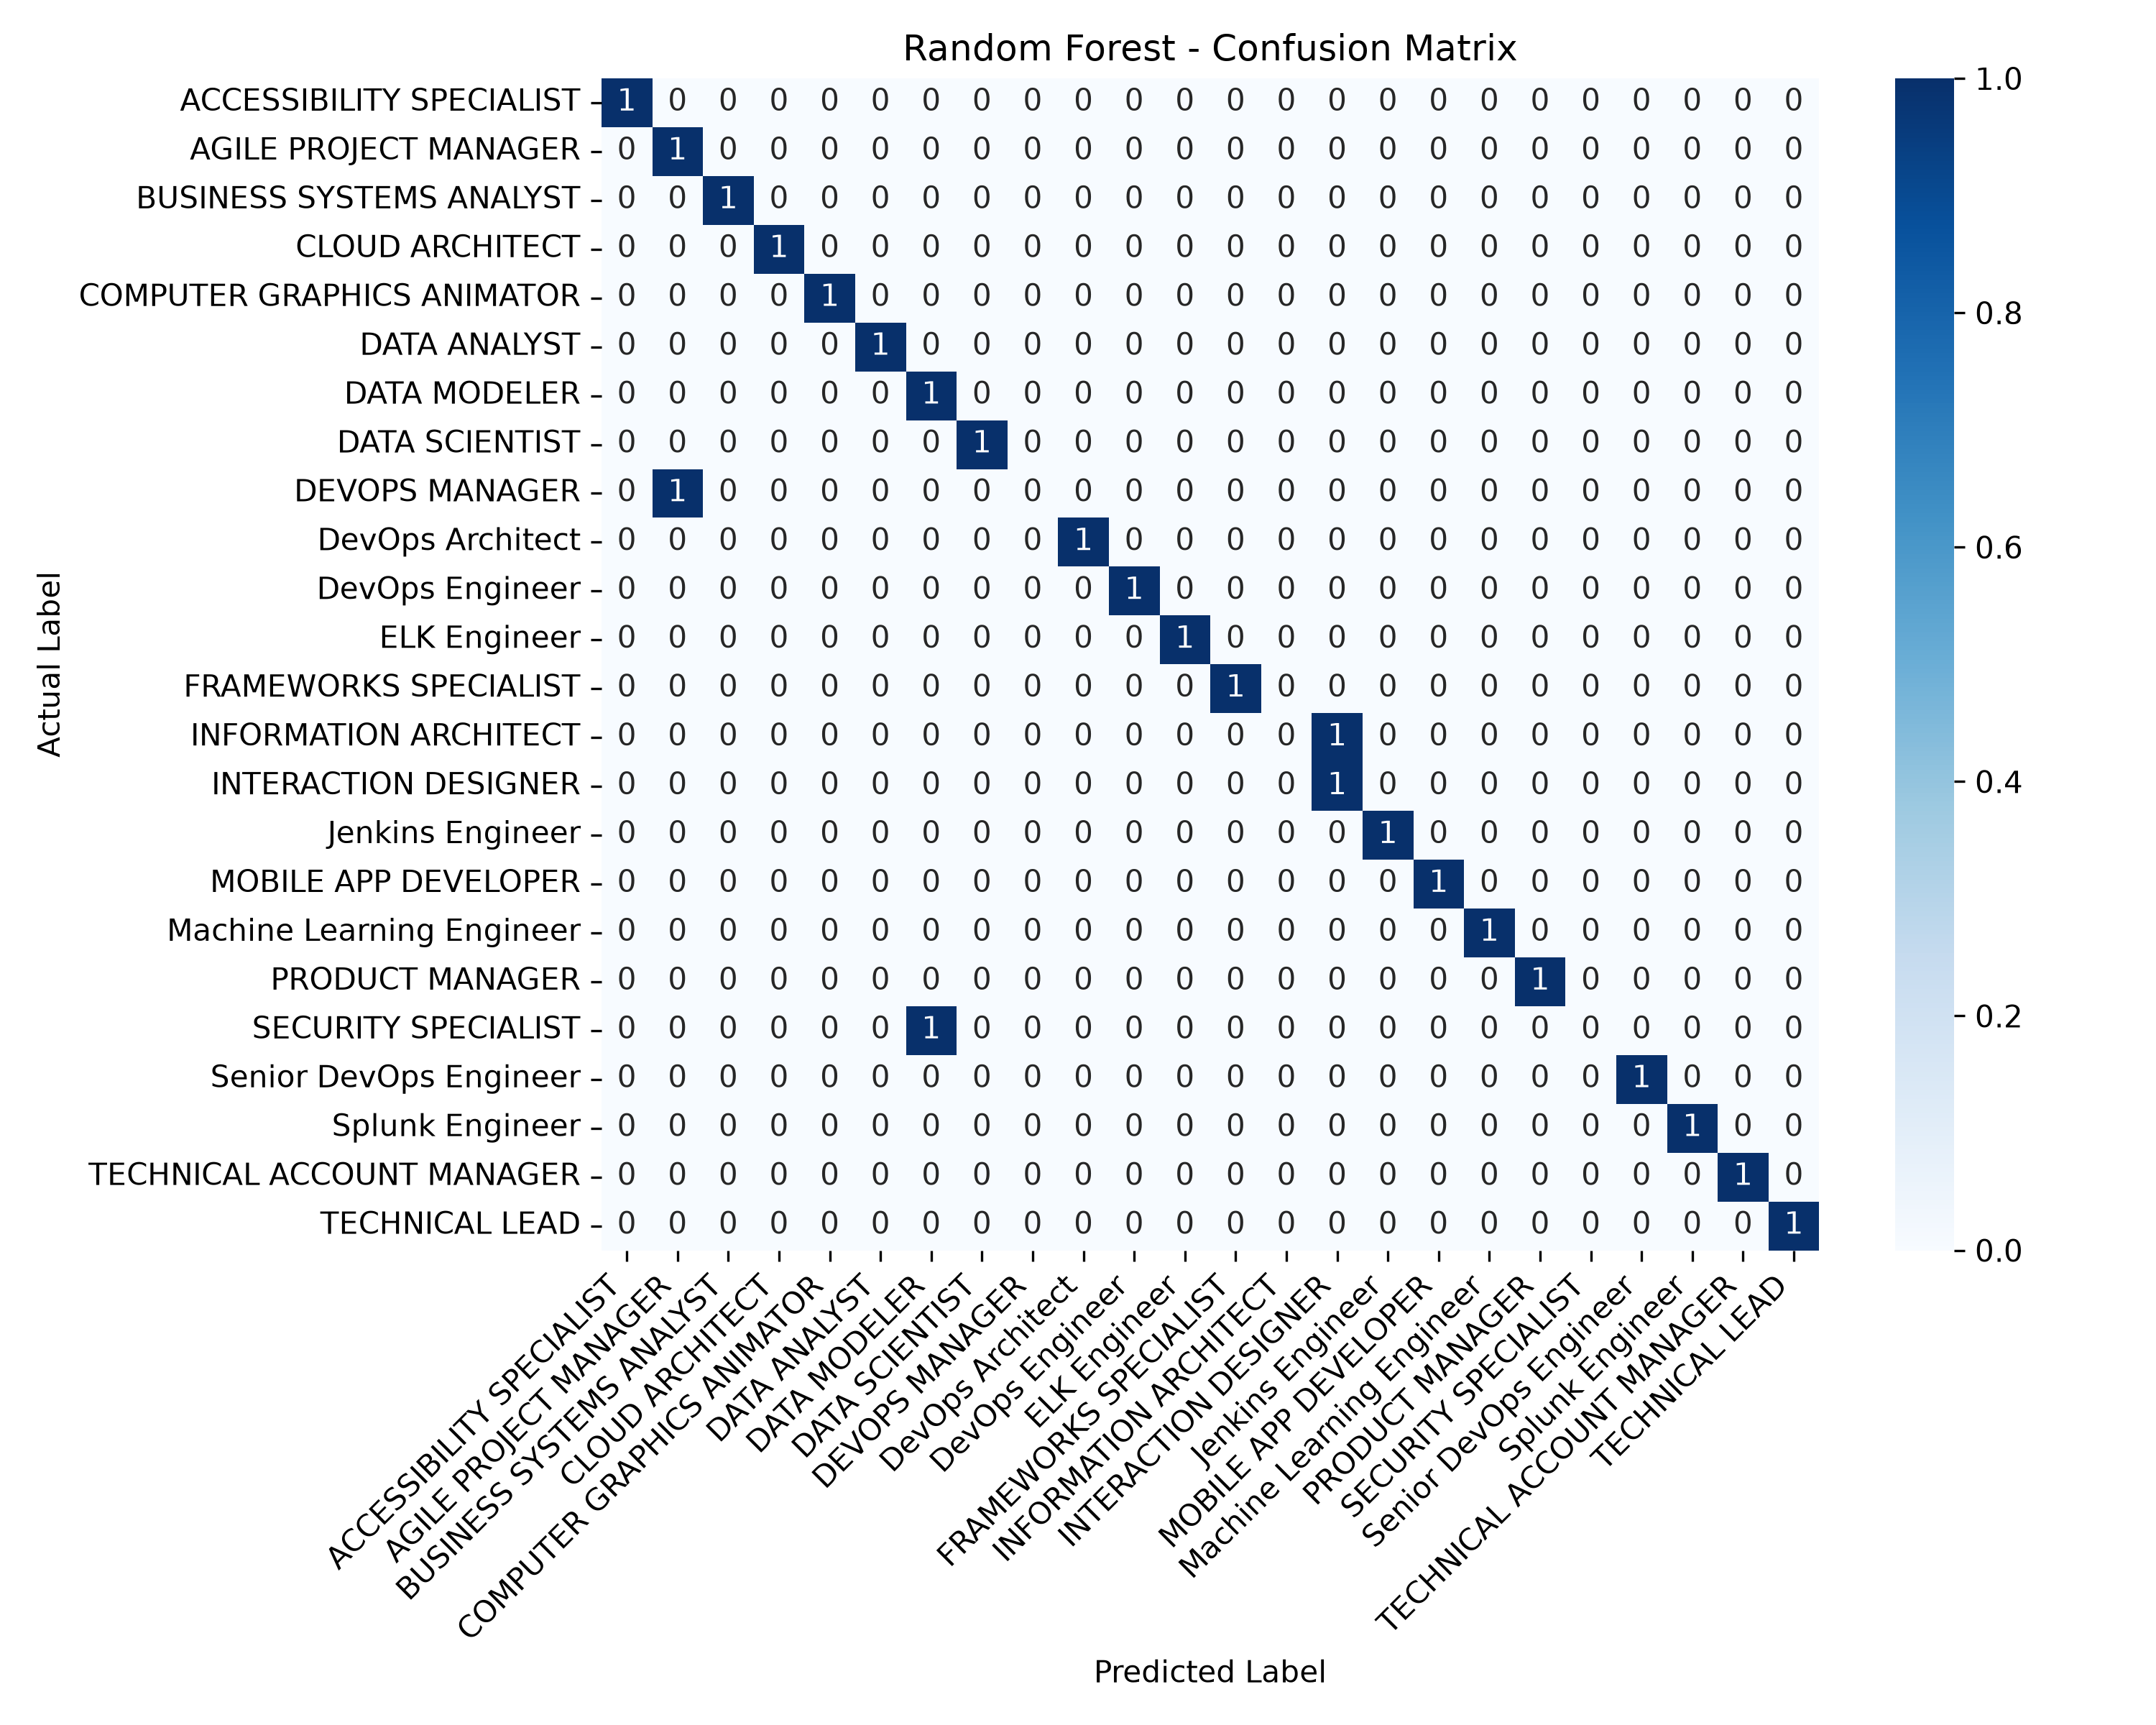 Random Forest - Confusion Matrix
ACCESSIBILITY SPECIALIST 1 0 0 0 0 0 0 0 0 0 0 0 0 0 0 0 0 0 0 0 0 0 0 0
AGILE PROJECT MANAGER 0 1 0 0 0 0 0 0 0 0 0 0 0 0 0 0 0 0 0 0 0 0 0 0
BUSINESS SYSTEMS ANALYST 0 0 1 0 0 0 0 0 0 0 0 0 0 0 0 0 0 0 0 0 0 0 0 0
CLOUD ARCHITECT 0 0 0 1 0 0 0 0 0 0 0 0 0 0 0 0 0 0 0 0 0 0 0 0
COMPUTER GRAPHICS ANIMATOR 0 0 0 0 1 0 0 0 0 0 0 0 0 0 0 0 0 0 0 0 0 0 0 0
DATA ANALYST 0 0 0 0 0 1 0 0 0 0 0 0 0 0 0 0 0 0 0 0 0 0 0 0
DATA MODELER 0 0 0 0 0 0 1 0 0 0 0 0 0 0 0 0 0 0 0 0 0 0 0 0
DATA SCIENTIST 0 0 0 0 0 0 0 1 0 0 0 0 0 0 0 0 0 0 0 0 0 0 0 0
DEVOPS MANAGER 0 1 0 0 0 0 0 0 0 0 0 0 0 0 0 0 0 0 0 0 0 0 0 0
DevOps Architect 0 0 0 0 0 0 0 0 0 1 0 0 0 0 0 0 0 0 0 0 0 0 0 0
DevOps Engineer 0 0 0 0 0 0 0 0 0 0 1 0 0 0 0 0 0 0 0 0 0 0 0 0
ELK Engineer 0 0 0 0 0 0 0 0 0 0 0 1 0 0 0 0 0 0 0 0 0 0 0 0
FRAMEWORKS SPECIALIST 0 0 0 0 0 0 0 0 0 0 0 0 1 0 0 0 0 0 0 0 0 0 0 0
INFORMATION ARCHITECT 0 0 0 0 0 0 0 0 0 0 0 0 0 0 1 0 0 0 0 0 0 0 0 0
INTERACTION DESIGNER 0 0 0 0 0 0 0 0 0 0 0 0 0 0 1 0 0 0 0 0 0 0 0 0
Jenkins Engineer 0 0 0 0 0 0 0 0 0 0 0 0 0 0 0 1 0 0 0 0 0 0 0 0
MOBILE APP DEVELOPER 0 0 0 0 0 0 0 0 0 0 0 0 0 0 0 0 1 0 0 0 0 0 0 0
Machine Learning Engineer 0 0 0 0 0 0 0 0 0 0 0 0 0 0 0 0 0 1 0 0 0 0 0 0
PRODUCT MANAGER 0 0 0 0 0 0 0 0 0 0 0 0 0 0 0 0 0 0 1 0 0 0 0 0
SECURITY SPECIALIST 0 0 0 0 0 0 1 0 0 0 0 0 0 0 0 0 0 0 0 0 0 0 0 0
Senior DevOps Engineer 0 0 0 0 0 0 0 0 0 0 0 0 0 0 0 0 0 0 0 0 1 0 0 0
Splunk Engineer 0 0 0 0 0 0 0 0 0 0 0 0 0 0 0 0 0 0 0 0 0 1 0 0
TECHNICAL ACCOUNT MANAGER 0 0 0 0 0 0 0 0 0 0 0 0 0 0 0 0 0 0 0 0 0 0 1 0
TECHNICAL LEAD 0 0 0 0 0 0 0 0 0 0 0 0 0 0 0 0 0 0 0 0 0 0 0 1
Actual Label
ACCESSIBILITY SPECIALIST
AGILE PROJECT MANAGER
BUSINESS SYSTEMS ANALYST
CLOUD ARCHITECT
COMPUTER GRAPHICS ANIMATOR
DATA ANALYST
DATA MODELER
DATA SCIENTIST
DEVOPS MANAGER
DevOps Architect
DevOps Engineer
ELK Engineer
FRAMEWORKS SPECIALIST
INFORMATION ARCHITECT
INTERACTION DESIGNER
Jenkins Engineer
MOBILE APP DEVELOPER
Machine Learning Engineer
PRODUCT MANAGER
SECURITY SPECIALIST
Senior DevOps Engineer
Splunk Engineer
TECHNICAL ACCOUNT MANAGER
TECHNICAL LEAD
Predicted Label
1.0
0.8
0.6
0.4
0.2
0.0